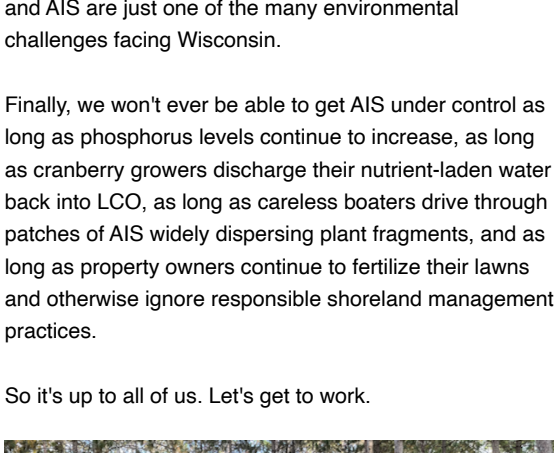 and AIS are just one of the many environmental
challenges facing Wisconsin.
Finally, we won't ever be able to get AIS under control as
long as phosphorus levels continue to increase, as long
as cranberry growers discharge their nutrient-laden water
back into LCO, as long as careless boaters drive through
patches of AIS widely dispersing plant fragments, and as
long as property owners continue to fertilize their lawns
and otherwise ignore responsible shoreland management
practices.
So it's up to all of us. Let's get to work.